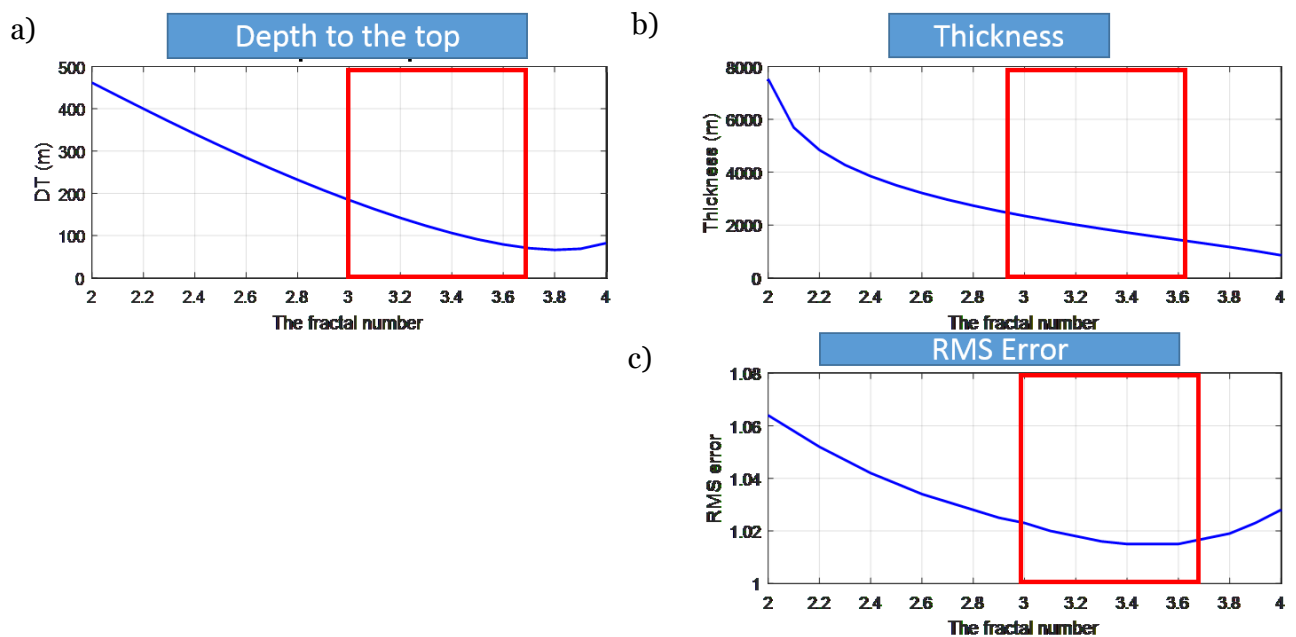 a)
Depth to the top
500
400
300
200
100
0
DT (m)
2 2.2 2.4 2.6 2.8 3 3.2 3.4 3.6 3.8 4
The fractal number
b)
Thickness
8000
6000
4000
2000
0
Thickness (m)
2 2.2 2.4 2.6 2.8 3 3.2 3.4 3.6 3.8 4
The fractal number
c)
RMS Error
1.08
1.06
1.04
1.02
1
RMS error
2 2.2 2.4 2.6 2.8 3 3.2 3.4 3.6 3.8 4
The fractal number